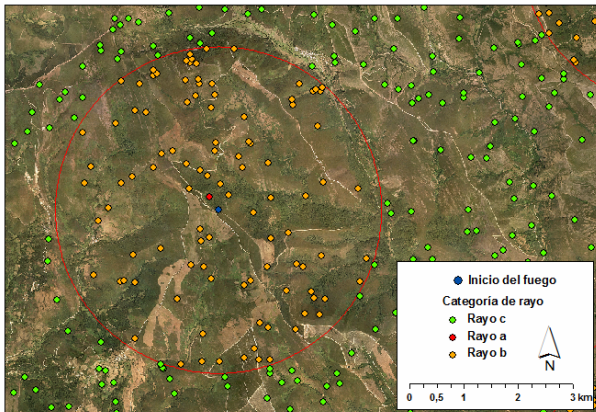 Inicio del fuego
Categoría de rayo
Rayo c
Rayo a
Rayo b
N
0 0,5 1 2 3 km